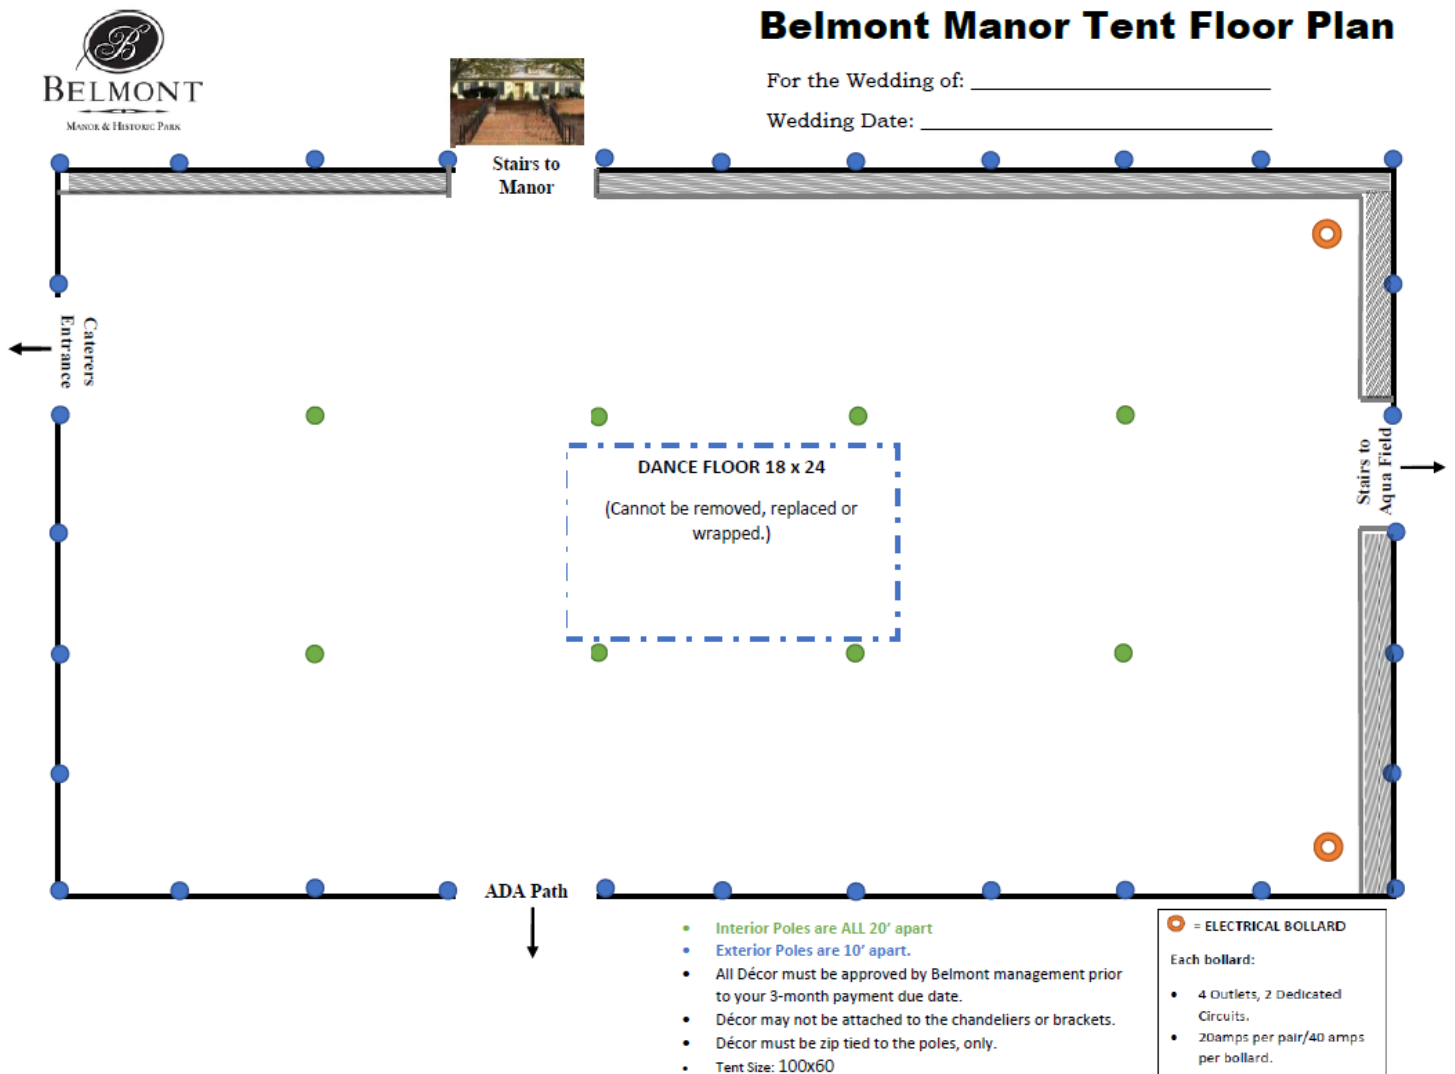 Belmont Manor Tent Floor Plan
B
BELMONT
MANOR & HISTORIC PARK
For the Wedding of:
Wedding Date:
Stairs to
Manor
Caterers
Entrance
DANCE FLOOR 18 x 24
(Cannot be removed, replaced or
wrapped.)
Stairs to
Aqua Field
ADA Path
• Interior Poles are ALL 20’ apart
• Exterior Poles are 10’ apart.
• All Décor must be approved by Belmont management prior
to your 3-month payment due date.
• Décor may not be attached to the chandeliers or brackets.
• Décor must be zip tied to the poles, only.
• Tent Size: 100x60
= ELECTRICAL BOLLARD
Each bollard:
• 4 Outlets, 2 Dedicated
Circuits.
• 20amps per pair/40 amps
per bollard.